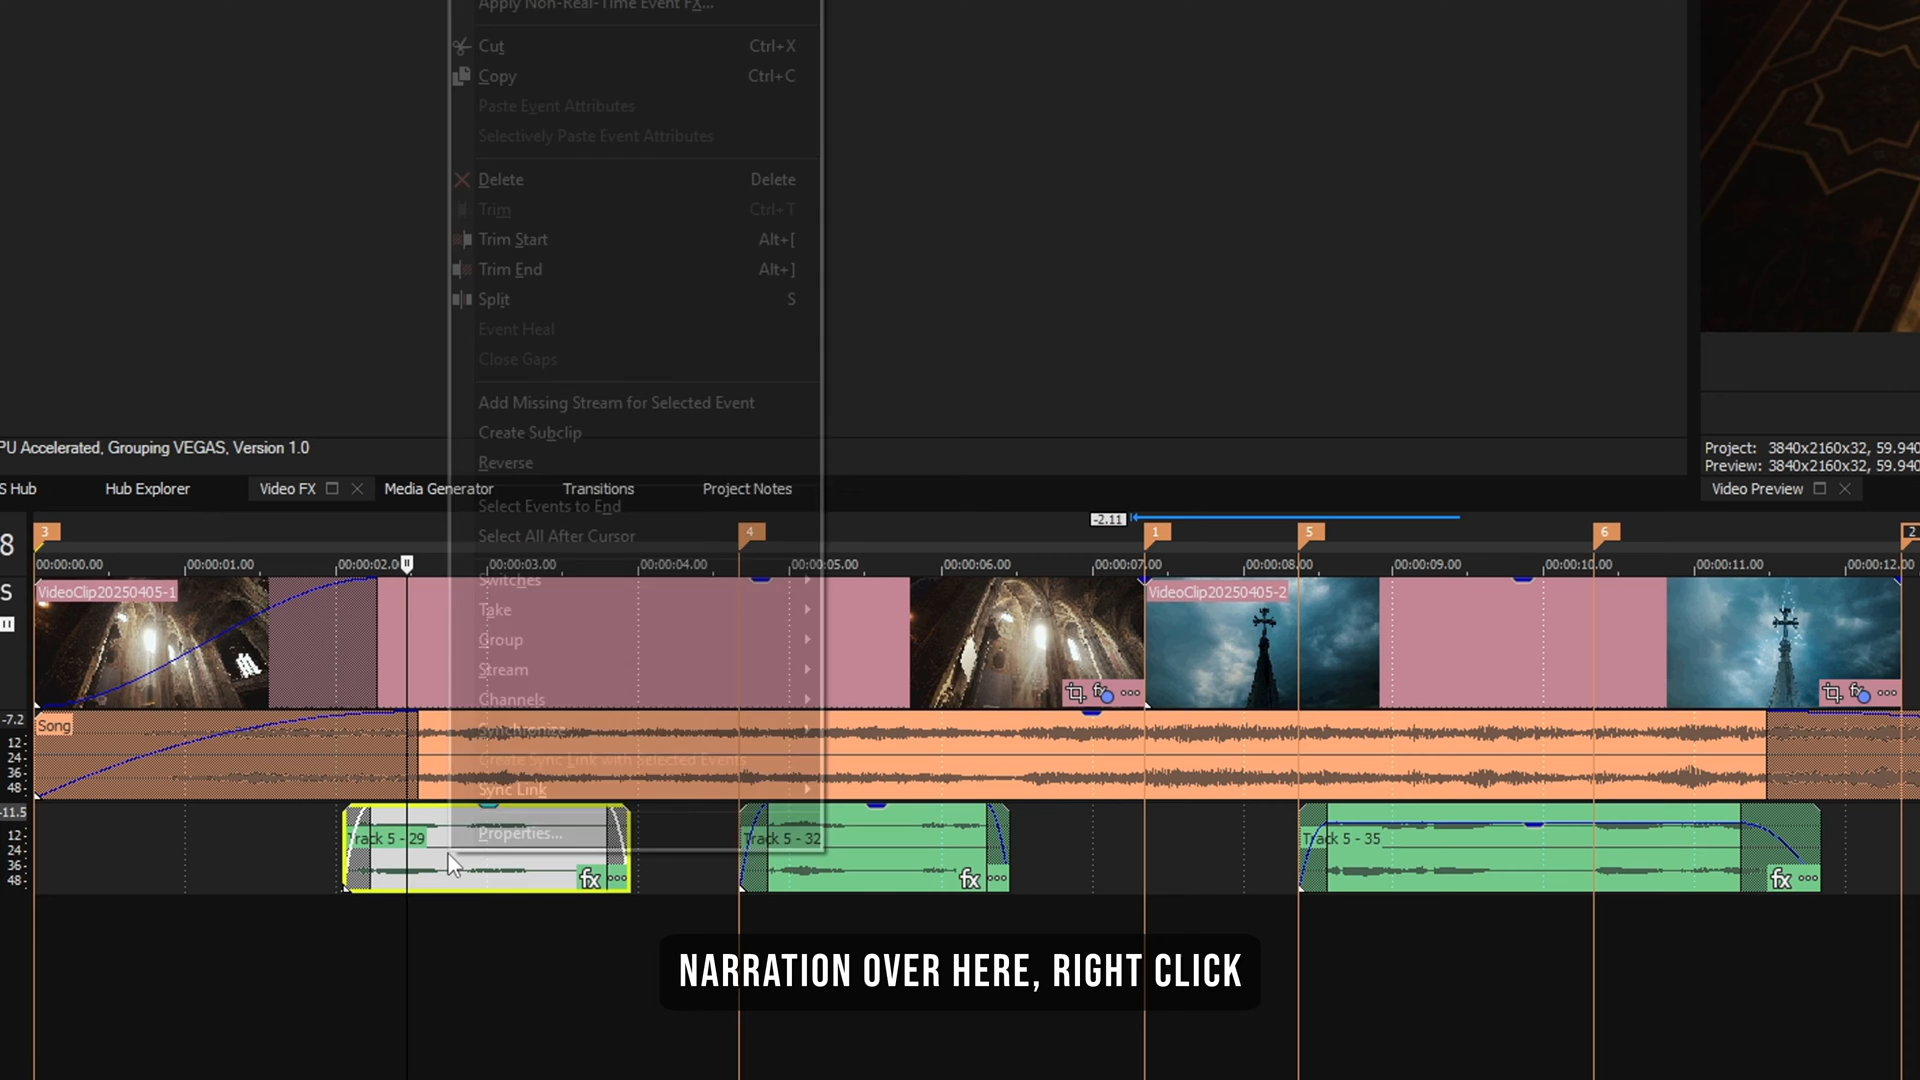 Apply Non-Real-Time Event FX...
Cut Ctrl+X
Copy Ctrl+C
Paste Event Attributes
Selectively Paste Event Attributes
Delete Delete
Trim Ctrl+T
Trim Start Alt+[
Trim End Alt+]
Split S
Event Heal
Close Gaps
Add Missing Stream for Selected Event
Create Subclip
Reverse
Select Events to End
Select All After Cursor
Switches
Take
Group
Stream
Channels
Synchronize
Create Sync Link with Selected Events
Sync Link
Properties...
PU Accelerated, Grouping VEGAS, Version 1.0
Project: 3840x2160x32, 59.940
Preview: 3840x2160x32, 59.940
S Hub Hub Explorer Video FX Media Generator Transitions Project Notes Video Preview
-2.11
8 3 4 1 5 6 2
00:00:00.00 00:00:01.00 00:00:02.0 00:00:03.00 00:00:04.00 00:00:05.00 00:00:06.00 00:00:07.00 00:00:08.00 00:00:09.00 00:00:10.00 00:00:11.00 00:00:12.00
S VideoClip20250405-1 VideoClip20250405-2
fx fx
-7.2 Song
12
24
36
48
-11.5
12 Track 5 - 29 Track 5 - 32 Track 5 - 35
24
36
48 fx fx fx
NARRATION OVER HERE, RIGHT CLICK